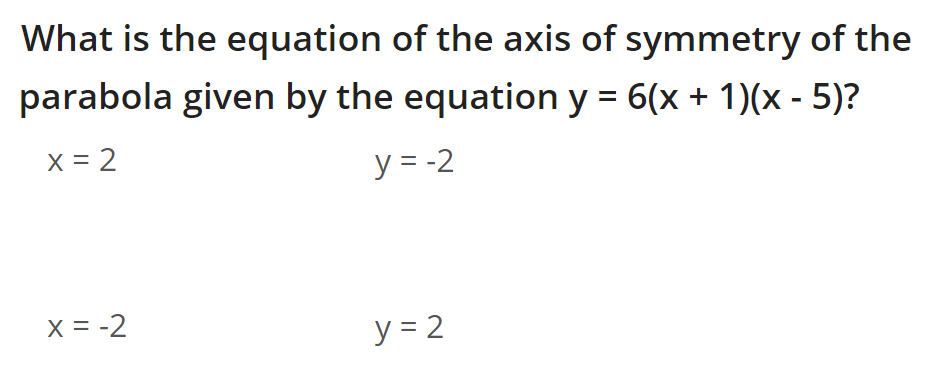 What is the equation of the axis of symmetry of the
parabola given by the equation y = 6(x + 1)(x - 5)?
x = 2 y = -2
x = -2 y = 2